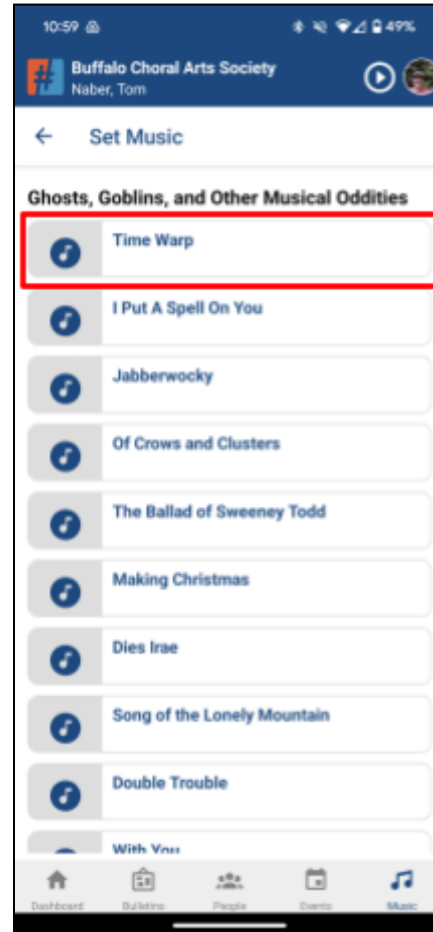 10:59 49%
Buffalo Choral Arts Society
Naber, Tom
Set Music
Ghosts, Goblins, and Other Musical Oddities
Time Warp
I Put A Spell On You
Jabberwocky
Of Crows and Clusters
The Ballad of Sweeney Todd
Making Christmas
Dies Irae
Song of the Lonely Mountain
Double Trouble
With You
Dashboard Bulletins People Events Music